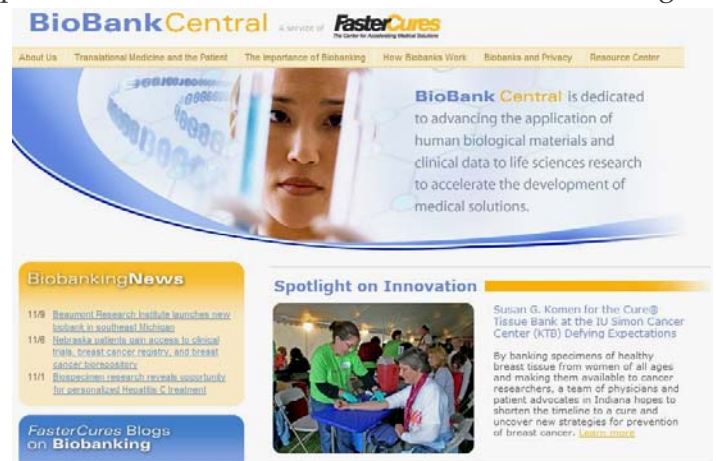 BioBankCentral a service of FasterCures
The Center for Accelerating Medical Solutions
About Us Translational Medicine and the Patient The Importance of Biobanking How Biobanks Work Biobanks and Privacy Resource Center
BioBank Central is dedicated
to advancing the application of
human biological materials and
clinical data to life sciences research
to accelerate the development of
medical solutions.
BiobankingNews
11/9 Beaumont Research Institute launches new
biobank in southeast Michigan
11/8 Nebraska patients gain access to clinical
trials, breast cancer registry, and breast
cancer biorepository
11/1 Biospecimen research reveals opportunity
for personalized Hepatitis C treatment
FasterCures Blogs
on Biobanking
Spotlight on Innovation
Susan G. Komen for the Cure®
Tissue Bank at the IU Simon Cancer
Center (KTB) Defying Expectations
By banking specimens of healthy
breast tissue from women of all ages
and making them available to cancer
researchers, a team of physicians and
patient advocates in Indiana hopes to
shorten the timeline to a cure and
uncover new strategies for prevention
of breast cancer. Learn more